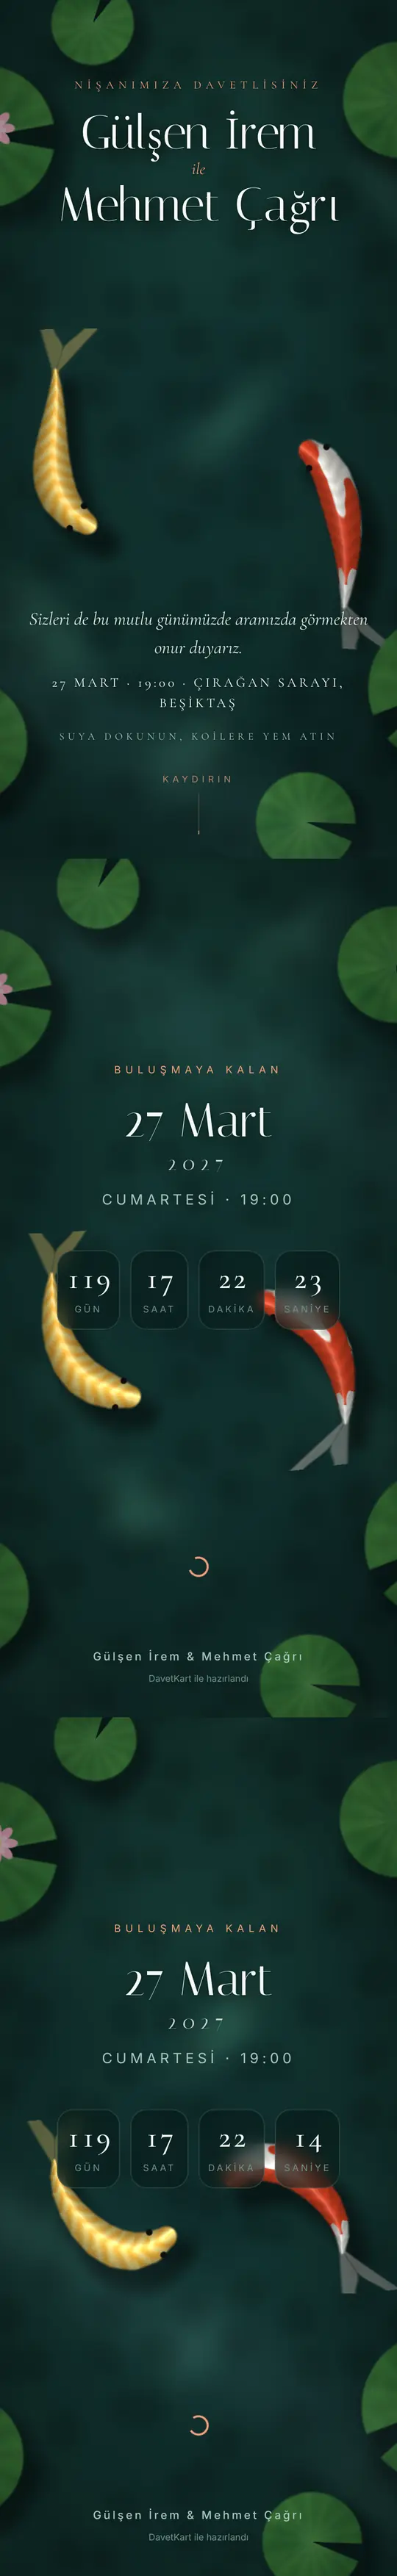 NİŞANIMIZA DAVETLİSİNİZ
Gülşen İrem
ile
Mehmet Çağrı
Sizleri de bu mutlu günümüzde aramızda görmekten
onur duyarız.
27 MART · 19:00 · ÇIRAĞAN SARAYI,
BEŞİKTAŞ
SUYA DOKUNUN, KOİLERE YEM ATIN
KAYDIRIN
BULUŞMAYA KALAN
27 Mart
2027
CUMARTESİ · 19:00
119 17 22 23
GÜN SAAT DAKİKA SANİYE
Gülşen İrem & Mehmet Çağrı
DavetKart ile hazırlandı
BULUŞMAYA KALAN
27 Mart
2027
CUMARTESİ · 19:00
119 17 22 14
GÜN SAAT DAKİKA SANİYE
Gülşen İrem & Mehmet Çağrı
DavetKart ile hazırlandı